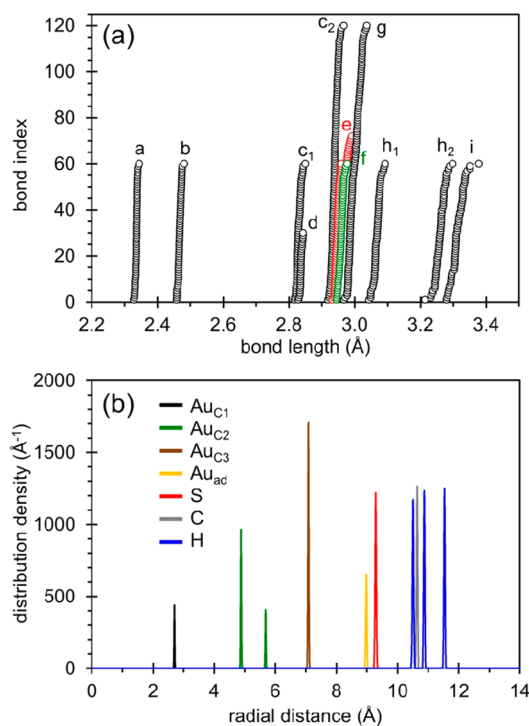 (a)
120
100
80
60
40
20
0
bond index
a
b
c1
d
c2
e
f
g
h1
h2
i
2.2 2.4 2.6 2.8 3.0 3.2 3.4
bond length (Å)
(b)
2000
1500
1000
500
0
distribution density (Å-1)
AuC1
AuC2
AuC3
Auad
S
C
H
0 2 4 6 8 10 12 14
radial distance (Å)